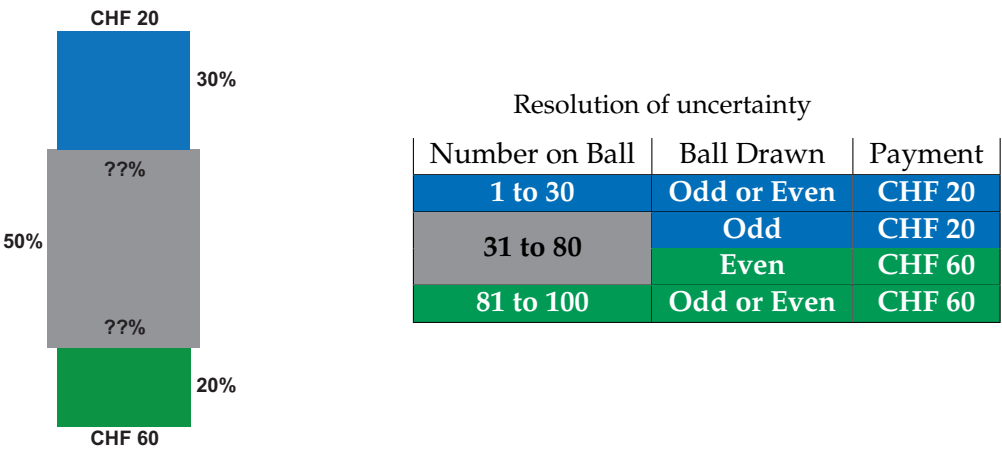 CHF 20
30%
??%
50%
??%
20%
CHF 60
Resolution of uncertainty
Number on Ball Ball Drawn Payment
1 to 30 Odd or Even CHF 20
31 to 80 Odd CHF 20
Even CHF 60
81 to 100 Odd or Even CHF 60